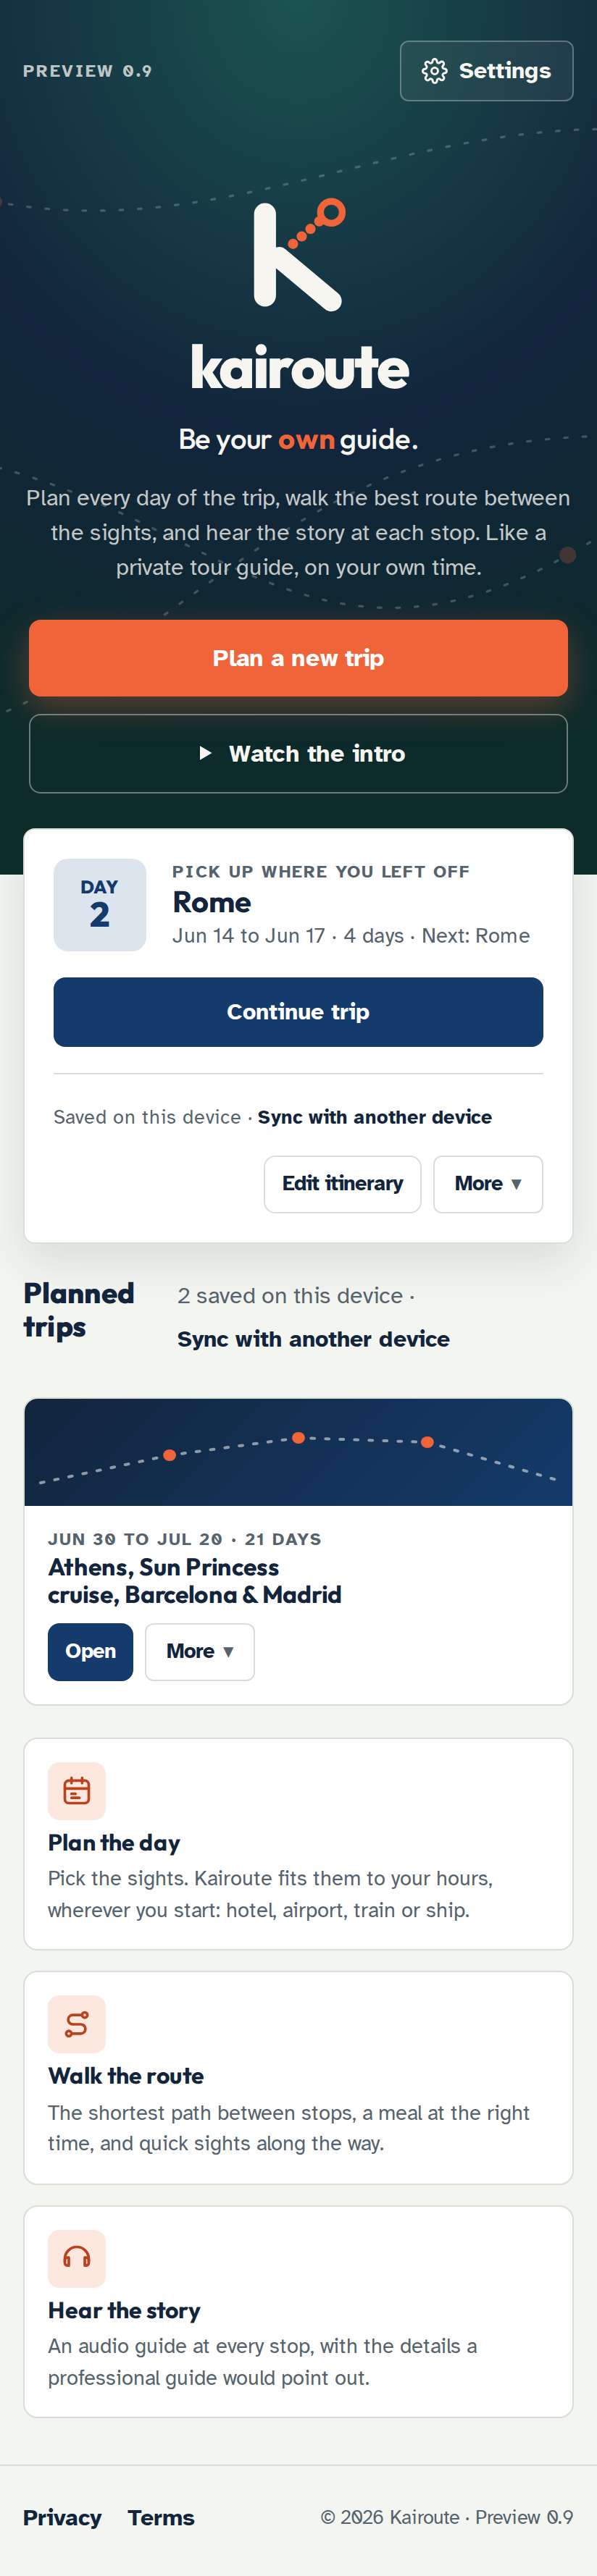 PREVIEW 0.9
Settings
kairoute
Be your own guide.
Plan every day of the trip, walk the best route between
the sights, and hear the story at each stop. Like a
private tour guide, on your own time.
Plan a new trip
Watch the intro
DAY
2
PICK UP WHERE YOU LEFT OFF
Rome
Jun 14 to Jun 17 · 4 days · Next: Rome
Continue trip
Saved on this device · Sync with another device
Edit itinerary
More ▾
Planned
trips
2 saved on this device ·
Sync with another device
JUN 30 TO JUL 20 · 21 DAYS
Athens, Sun Princess
cruise, Barcelona & Madrid
Open
More ▾
Plan the day
Pick the sights. Kairoute fits them to your hours,
wherever you start: hotel, airport, train or ship.
Walk the route
The shortest path between stops, a meal at the right
time, and quick sights along the way.
Hear the story
An audio guide at every stop, with the details a
professional guide would point out.
Privacy
Terms
© 2026 Kairoute · Preview 0.9